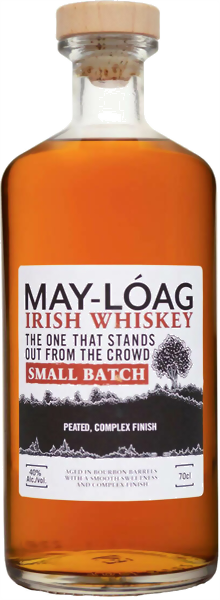 MAY-LÓAG
IRISH WHISKEY
THE ONE THAT STANDS
OUT FROM THE CROWD
SMALL BATCH
PEATED, COMPLEX FINISH
40%
Alc./vol.
AGED IN BOURBON BARRELS
WITH A SMOOTH SWEETNESS
AND COMPLEX FINISH
70cl